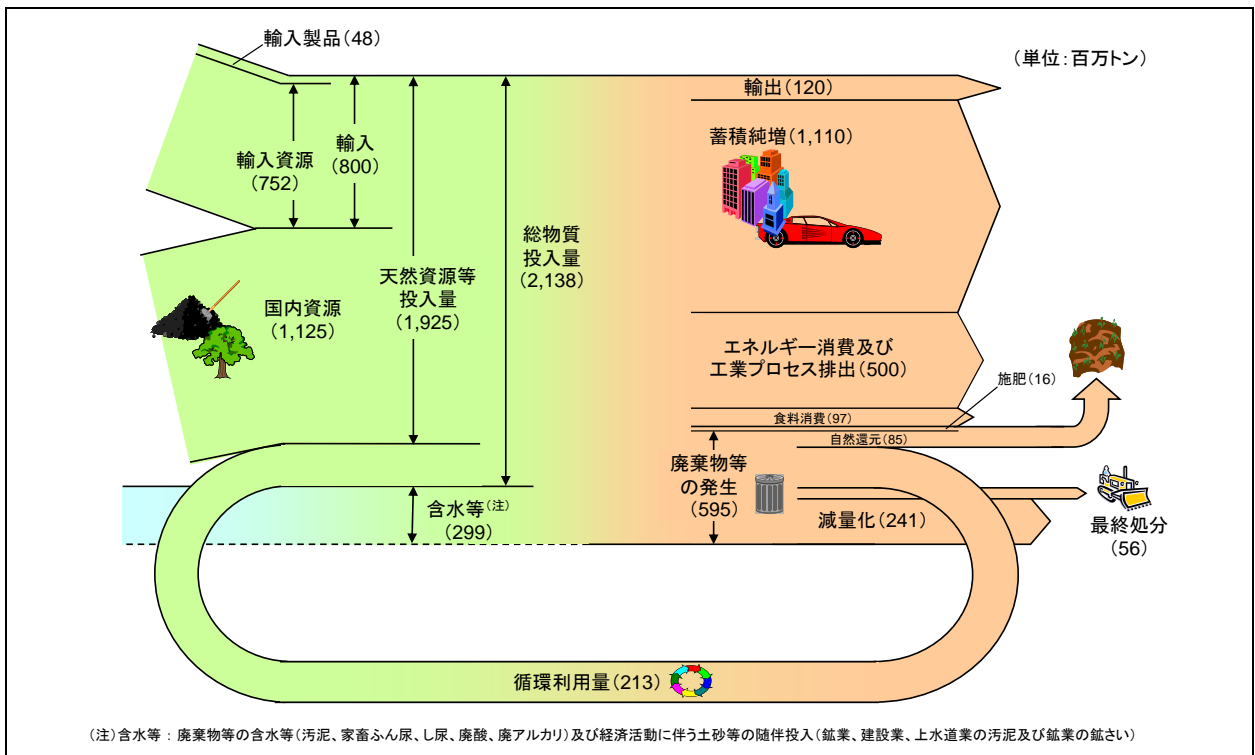 輸入製品(48)
(単位:百万トン)
輸出(120)
蓄積純増(1,110)
輸入
(800)
輸入資源
(752)
総物質
投入量
(2,138)
天然資源等
投入量
(1,925)
国内資源
(1,125)
エネルギー消費及び
工業プロセス排出(500)
施肥(16)
食料消費(97)
自然還元(85)
廃棄物等
の発生
(595)
含水等(注)
(299)
減量化(241)
最終処分
(56)
循環利用量(213)
(注)含水等:廃棄物等の含水等(汚泥、家畜ふん尿、し尿、廃酸、廃アルカリ)及び経済活動に伴う土砂等の随伴投入(鉱業、建設業、上水道業の汚泥及び鉱業の鉱さい)